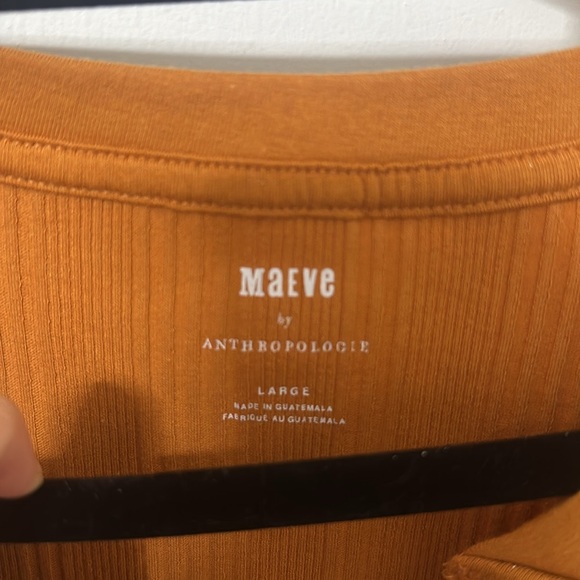 MaEVe
by
ANTHROPOLOGIE
LARGE
MADE IN GUATEMALA
FABRIQUÉ AU GUATEMALA